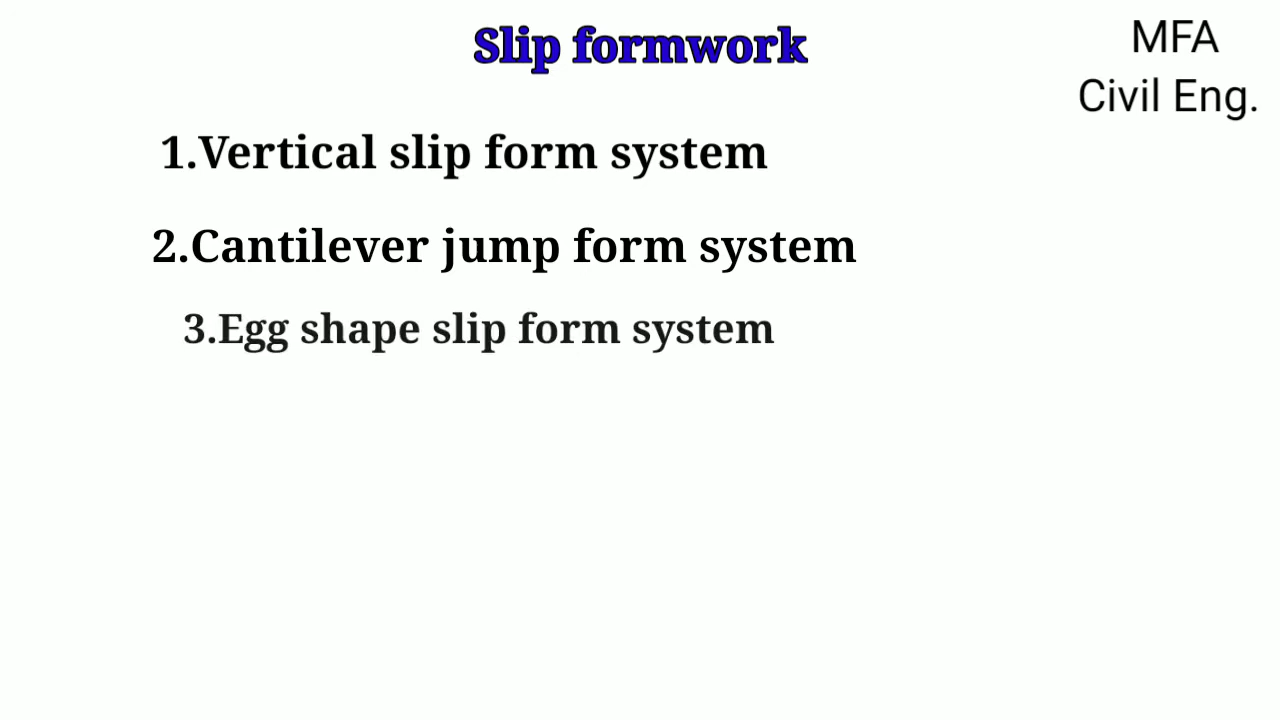 Slip formwork
MFA
Civil Eng.
1.Vertical slip form system
2.Cantilever jump form system
3.Egg shape slip form system